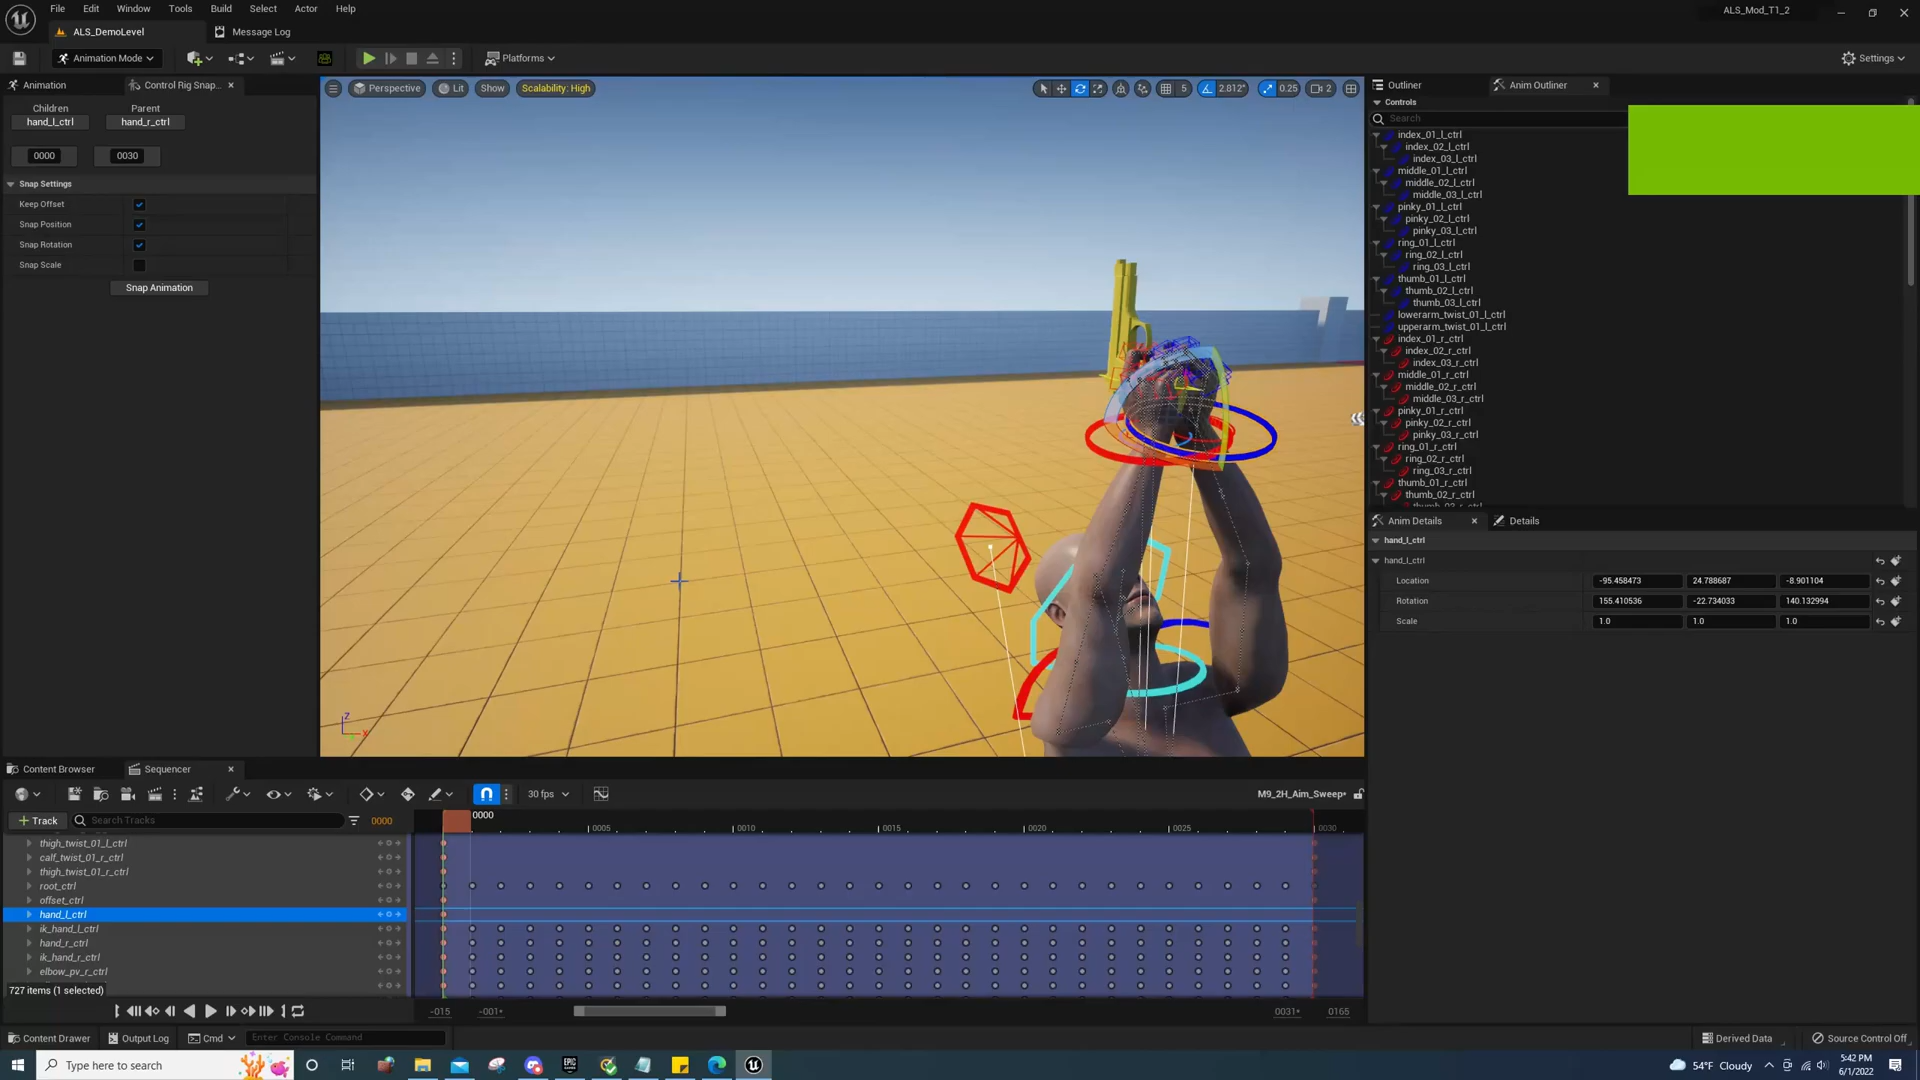 File Edit Window Tools Build Select Actor Help
ALS_Mod_T1_2
ALS_DemoLevel
Message Log
Animation Mode
Platforms
Settings
Animation
Control Rig Snap...
Children Parent
hand_l_ctrl hand_r_ctrl
0000 0030
Snap Settings
Keep Offset
Snap Position
Snap Rotation
Snap Scale
Snap Animation
Perspective Lit Show Scalability: High
5 2.812° 0.25 2
Z
X
Outliner Anim Outliner
Controls
Search
index_01_l_ctrl
index_02_l_ctrl
index_03_l_ctrl
middle_01_l_ctrl
middle_02_l_ctrl
middle_03_l_ctrl
pinky_01_l_ctrl
pinky_02_l_ctrl
pinky_03_l_ctrl
ring_01_l_ctrl
ring_02_l_ctrl
ring_03_l_ctrl
thumb_01_l_ctrl
thumb_02_l_ctrl
thumb_03_l_ctrl
lowerarm_twist_01_l_ctrl
upperarm_twist_01_l_ctrl
index_01_r_ctrl
index_02_r_ctrl
index_03_r_ctrl
middle_01_r_ctrl
middle_02_r_ctrl
middle_03_r_ctrl
pinky_01_r_ctrl
pinky_02_r_ctrl
pinky_03_r_ctrl
ring_01_r_ctrl
ring_02_r_ctrl
ring_03_r_ctrl
thumb_01_r_ctrl
thumb_02_r_ctrl
Anim Details Details
hand_l_ctrl
hand_l_ctrl
Location -95.458473 24.788687 -8.901104
Rotation 155.410536 -22.734033 140.132994
Scale 1.0 1.0 1.0
Content Browser Sequencer
30 fps
M9_2H_Aim_Sweep*
+ Track Search Tracks 0000
0000
0005 0010 0015 0020 0025 0030
thigh_twist_01_l_ctrl
calf_twist_01_r_ctrl
thigh_twist_01_r_ctrl
root_ctrl
offset_ctrl
hand_l_ctrl
ik_hand_l_ctrl
hand_r_ctrl
ik_hand_r_ctrl
elbow_pv_r_ctrl
727 items (1 selected)
-015 -001+ 0031+ 0165
Content Drawer Output Log Cmd Enter Console Command
Derived Data Source Control Off
Type here to search
54°F Cloudy
5:42 PM
6/1/2022